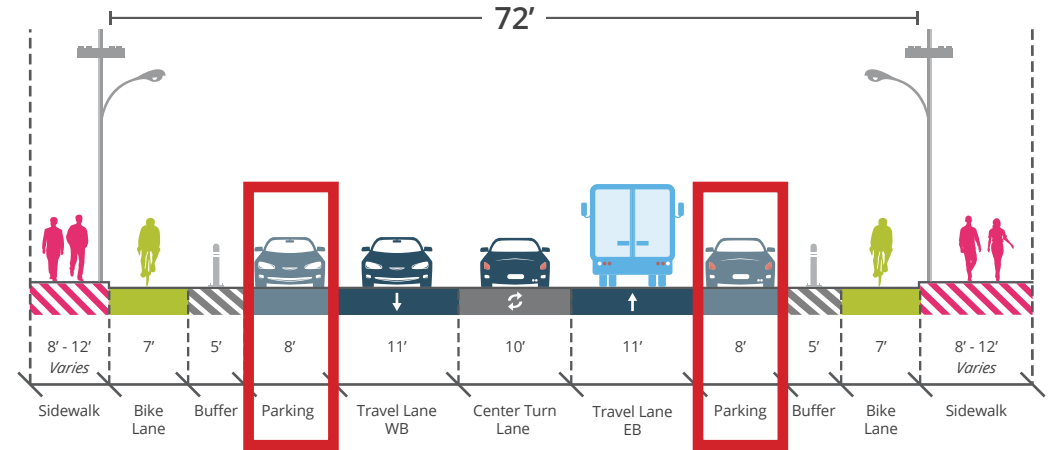 72’
8’ - 12’
Varies
7’
5’
8’
11’
10’
11’
8’
5’
7’
8’ - 12’
Varies
Sidewalk
Bike
Lane
Buffer
Parking
Travel Lane
WB
Center Turn
Lane
Travel Lane
EB
Parking
Buffer
Bike
Lane
Sidewalk